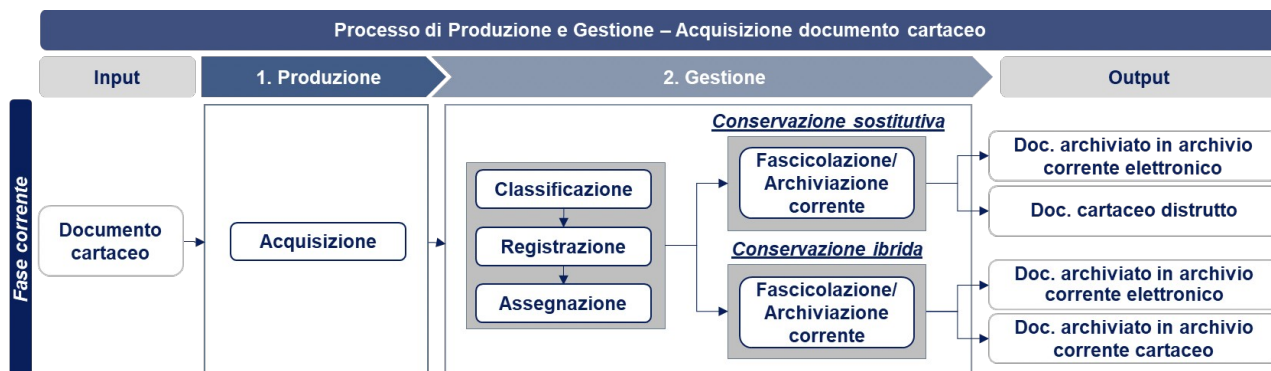 Processo di Produzione e Gestione – Acquisizione documento cartaceo
Input
1. Produzione
2. Gestione
Output
Fase corrente
Documento
cartaceo
Acquisizione
Classificazione
Registrazione
Assegnazione
Conservazione sostitutiva
Fascicolazione/
Archiviazione
corrente
Conservazione ibrida
Fascicolazione/
Archiviazione
corrente
Doc. archiviato in archivio
corrente elettronico
Doc. cartaceo distrutto
Doc. archiviato in archivio
corrente elettronico
Doc. archiviato in archivio
corrente cartaceo